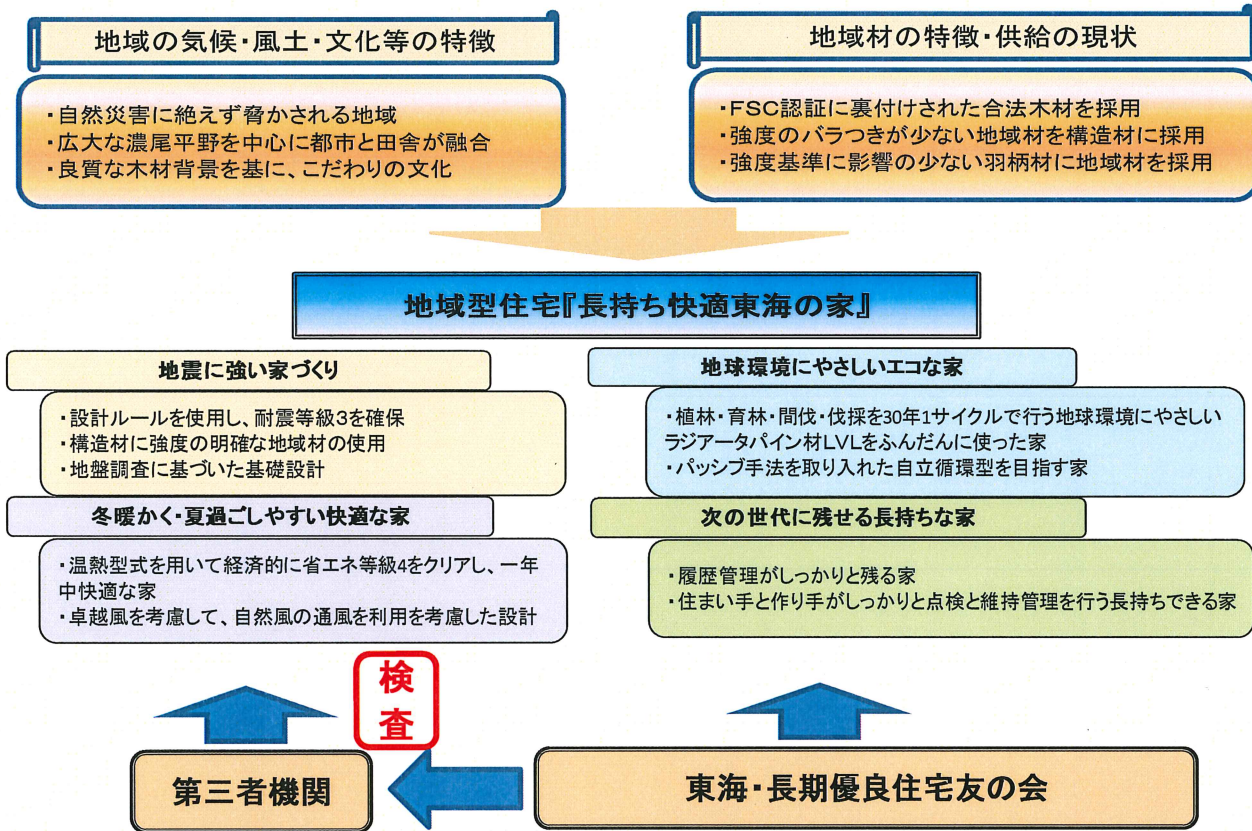 地域の気候・風土・文化等の特徴
・自然災害に絶えず脅かされる地域
・広大な濃尾平野を中心に都市と田舎が融合
・良質な木材背景を基に、こだわりの文化
地域材の特徴・供給の現状
・FSC認証に裏付けされた合法木材を採用
・強度のバラつきが少ない地域材を構造材に採用
・強度基準に影響の少ない羽柄材に地域材を採用
地域型住宅『長持ち快適東海の家』
地震に強い家づくり
・設計ルールを使用し、耐震等級3を確保
・構造材に強度の明確な地域材の使用
・地盤調査に基づいた基礎設計
地球環境にやさしいエコな家
・植林・育林・間伐・伐採を30年1サイクルで行う地球環境にやさしい
ラジアータパイン材LVLをふんだんに使った家
・パッシブ手法を取り入れた自立循環型を目指す家
冬暖かく・夏過ごしやすい快適な家
・温熱型式を用いて経済的に省エネ等級4をクリアし、一年
中快適な家
・卓越風を考慮して、自然風の通風を利用を考慮した設計
次の世代に残せる長持ちな家
・履歴管理がしっかりと残る家
・住まい手と作り手がしっかりと点検と維持管理を行う長持ちできる家
検
査
第三者機関
東海・長期優良住宅友の会